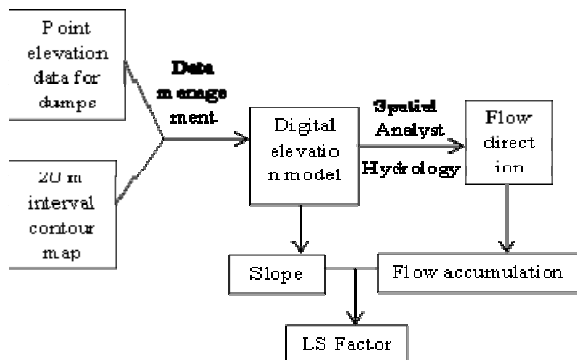 Point
elevation
data for
dumps
Data
manage
ment
20 m
interval
contour
map
Digital
elevatio
n model
Spatial
Analyst
Hydrology
Flow
direct
ion
Slope
Flow accumulation
LS Factor